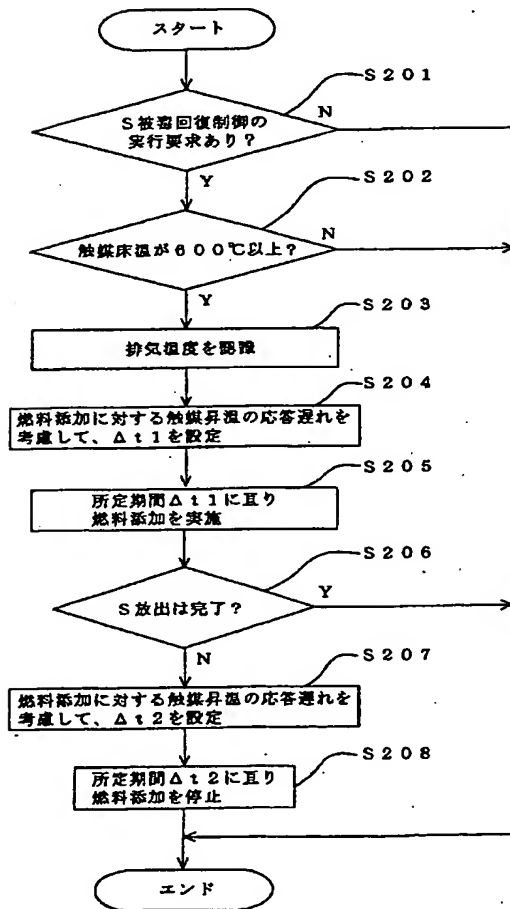 スタート
S201
S被毒回復制御の
実行要求あり？
N
Y
S202
触媒床温が600℃以上？
N
Y
S203
排気温度を認識
S204
燃料添加に対する触媒昇温の応答遅れを
考慮して、Δt1を設定
S205
所定期間Δt1に亙り
燃料添加を実施
S206
S放出は完了？
Y
N
S207
燃料添加に対する触媒昇温の応答遅れを
考慮して、Δt2を設定
S208
所定期間Δt2に亙り
燃料添加を停止
エンド